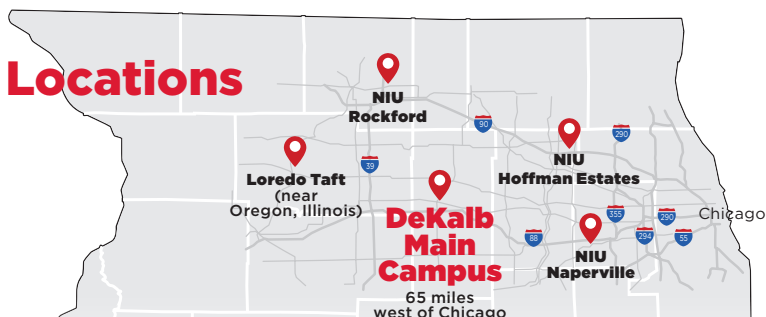 Locations
NIU
Rockford
90
290
NIU
Hoffman Estates
39
Loredo Taft
(near
Oregon, Illinois)
DeKalb
Main
Campus
65 miles
west of Chicago
88
355
290
Chicago
294
55
NIU
Naperville